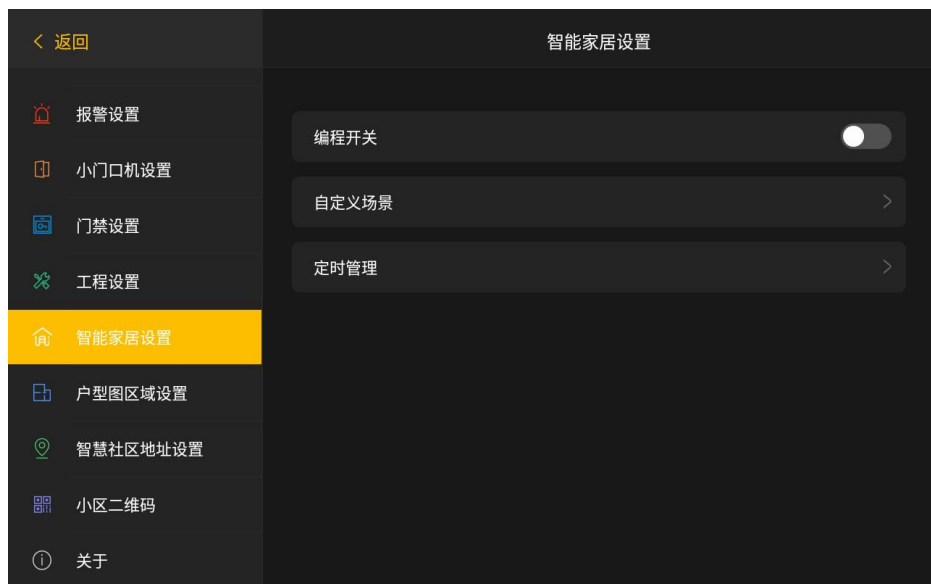 返回
智能家居设置
报警设置
小门口机设置
门禁设置
工程设置
智能家居设置
户型图区域设置
智慧社区地址设置
小区二维码
关于
编程开关
自定义场景
定时管理